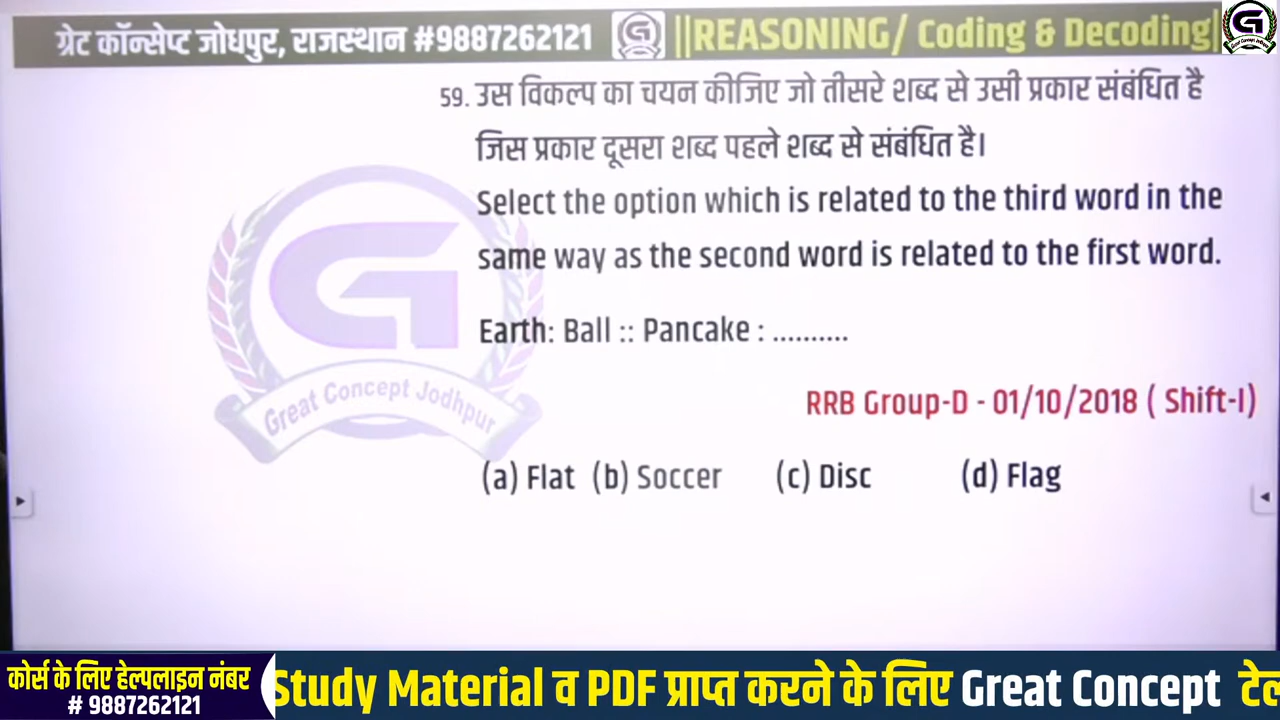 ग्रेट कॉन्सेप्ट जोधपुर, राजस्थान #9887262121 ||REASONING/ Coding & Decoding|
59. उस विकल्प का चयन कीजिए जो तीसरे शब्द से उसी प्रकार संबंधित है
जिस प्रकार दूसरा शब्द पहले शब्द से संबंधित है।
Select the option which is related to the third word in the
same way as the second word is related to the first word.
Earth: Ball :: Pancake : ..........
Great Concept Jodhpur
RRB Group-D - 01/10/2018 ( Shift-I)
(a) Flat (b) Soccer (c) Disc (d) Flag
कोर्स के लिए हेल्पलाइन नंबर
# 9887262121
Study Material व PDF प्राप्त करने के लिए Great Concept